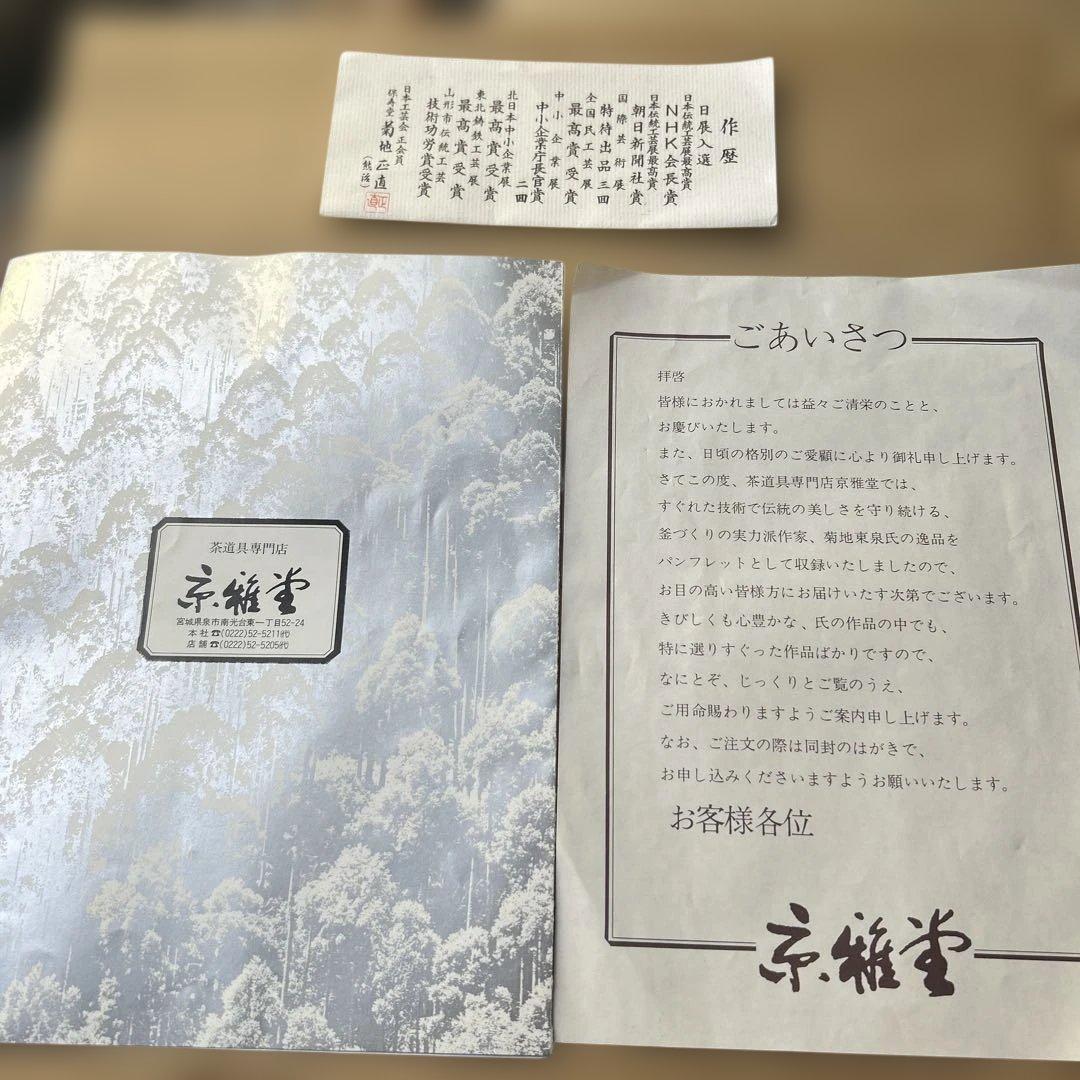 作歴
日展入選
日本伝統工芸展最高賞
NHK会長賞
日本伝統工芸展最高賞
朝日新聞社賞
国際芸術展
特待出品三回
全国民工芸展
最高賞受賞
中小企業展
中小企業庁長官賞
二回
北日本中小企業展
最高賞受賞
東北鋳鉄工芸展
最高賞受賞
山形市伝統工芸
技術功労賞受賞
日本工芸会正会員
菊地正直
茶道具専門店
京雅堂
宮城県泉市南光台東一丁目52-24
本社☎(0222)52-5211㈹
店舗☎(0222)52-5205㈹
ごあいさつ
拝啓
皆様におかれましては益々ご清栄のことと、
お慶びいたします。
また、日頃の格別のご愛顧に心より御礼申し上げます。
さてこの度、茶道具専門店京雅堂では、
すぐれた技術で伝統の美しさを守り続ける、
釜づくりの実力派作家、菊地東泉氏の逸品を
パンフレットとして収録いたしましたので、
お目の高い皆様方にお届けいたす次第でございます。
きびしくも心豊かな、氏の作品の中でも、
特に選りすぐった作品ばかりですので、
なにとぞ、じっくりとご覧のうえ、
ご用命賜わりますようご案内申し上げます。
なお、ご注文の際は同封のはがきで、
お申し込みくださいますようお願いいたします。
お客様各位
京雅堂